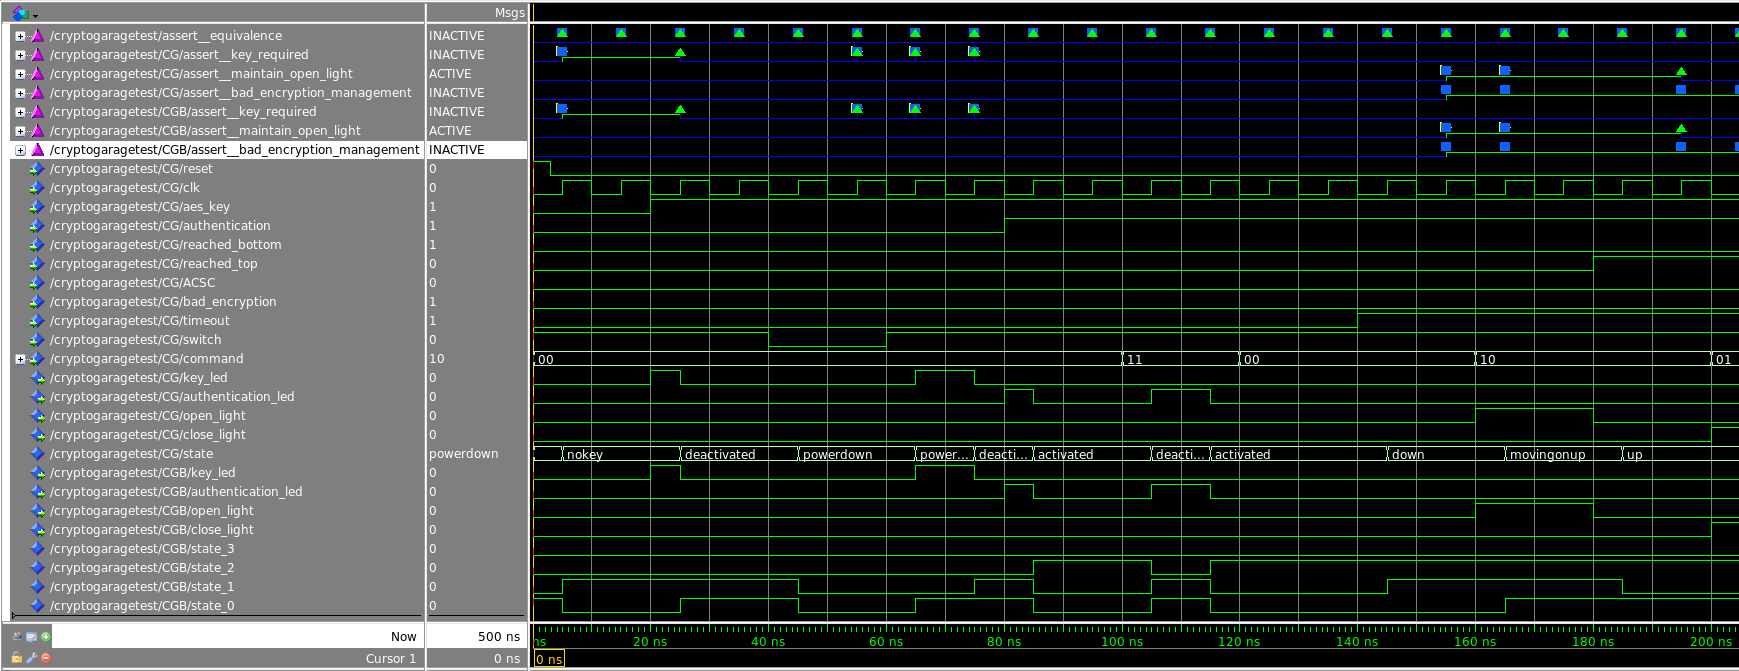 Msgs
/cryptogaragetest/assert__equivalence INACTIVE
/cryptogaragetest/CG/assert__key_required INACTIVE
/cryptogaragetest/CG/assert__maintain_open_light ACTIVE
/cryptogaragetest/CG/assert__bad_encryption_management INACTIVE
/cryptogaragetest/CGB/assert__key_required INACTIVE
/cryptogaragetest/CGB/assert__maintain_open_light ACTIVE
/cryptogaragetest/CGB/assert__bad_encryption_management INACTIVE
/cryptogaragetest/CG/reset 0
/cryptogaragetest/CG/clk 0
/cryptogaragetest/CG/aes_key 1
/cryptogaragetest/CG/authentication 1
/cryptogaragetest/CG/reached_bottom 1
/cryptogaragetest/CG/reached_top 0
/cryptogaragetest/CG/ACSC 0
/cryptogaragetest/CG/bad_encryption 1
/cryptogaragetest/CG/timeout 1
/cryptogaragetest/CG/switch 0
/cryptogaragetest/CG/command 10 00 11 00 10 01
/cryptogaragetest/CG/key_led 0
/cryptogaragetest/CG/authentication_led 0
/cryptogaragetest/CG/open_light 0
/cryptogaragetest/CG/close_light 0
/cryptogaragetest/CG/state powerdown nokey deactivated powerdown power... deacti... activated deacti... activated down movingonup up
/cryptogaragetest/CGB/key_led 0
/cryptogaragetest/CGB/authentication_led 0
/cryptogaragetest/CGB/open_light 0
/cryptogaragetest/CGB/close_light 0
/cryptogaragetest/CGB/state_3 0
/cryptogaragetest/CGB/state_2 0
/cryptogaragetest/CGB/state_1 0
/cryptogaragetest/CGB/state_0 0
Now 500 ns ns 20 ns 40 ns 60 ns 80 ns 100 ns 120 ns 140 ns 160 ns 180 ns 200 ns
Cursor 1 0 ns 0 ns